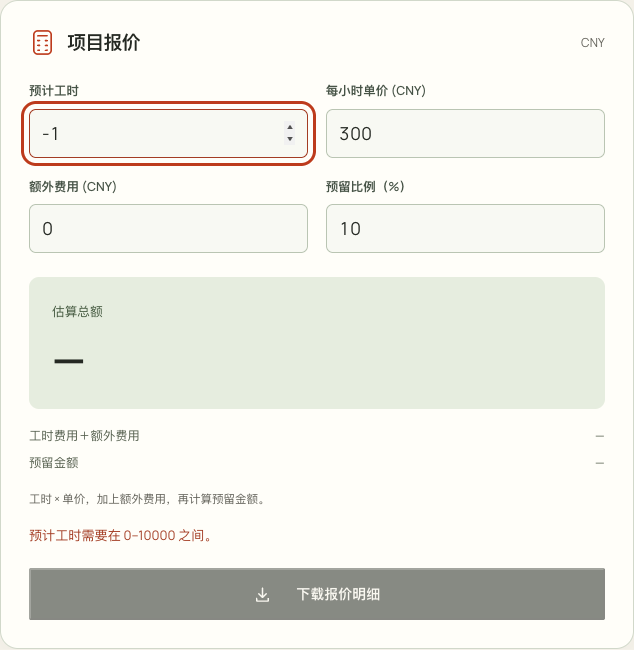 项目报价
CNY
预计工时
每小时单价 (CNY)
-1
300
额外费用 (CNY)
预留比例（%）
0
10
估算总额
—
工时费用＋额外费用
—
预留金额
—
工时 × 单价，加上额外费用，再计算预留金额。
预计工时需要在 0–10000 之间。
下载报价明细